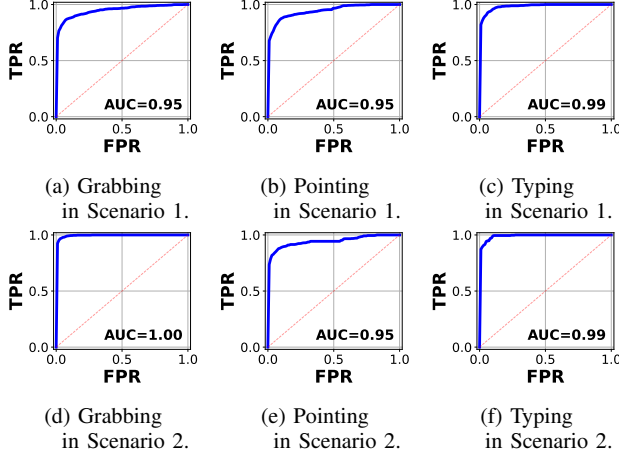 1.0
TPR
0.5
AUC=0.95
0.0
0.0 0.5 1.0
FPR
(a) Grabbing
in Scenario 1.
1.0
TPR
0.5
AUC=0.95
0.0
0.0 0.5 1.0
FPR
(b) Pointing
in Scenario 1.
1.0
TPR
0.5
AUC=0.99
0.0
0.0 0.5 1.0
FPR
(c) Typing
in Scenario 1.
1.0
TPR
0.5
AUC=1.00
0.0
0.0 0.5 1.0
FPR
(d) Grabbing
in Scenario 2.
1.0
TPR
0.5
AUC=0.95
0.0
0.0 0.5 1.0
FPR
(e) Pointing
in Scenario 2.
1.0
TPR
0.5
AUC=0.99
0.0
0.0 0.5 1.0
FPR
(f) Typing
in Scenario 2.